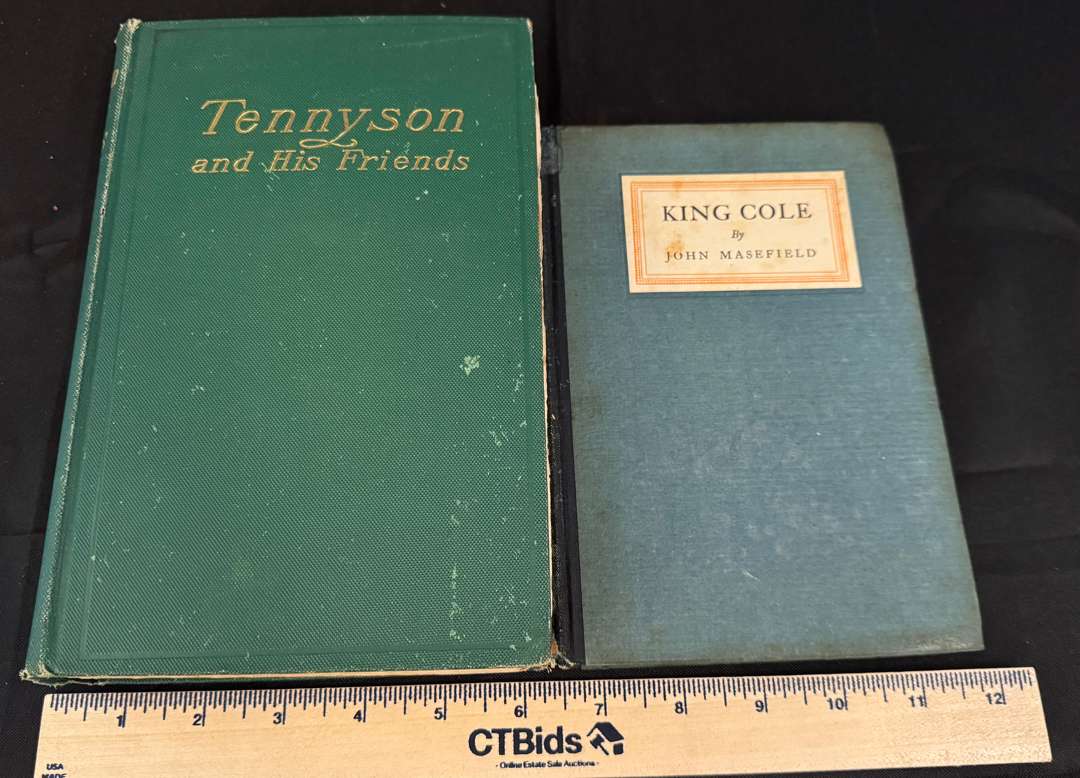 Tennyson
and His Friends
KING COLE
By
JOHN MASEFIELD
1 2 3 4 5 6 7 8 9 10 11 12
CTBids
- Online Estate Sale Auctions -
USA
MADE